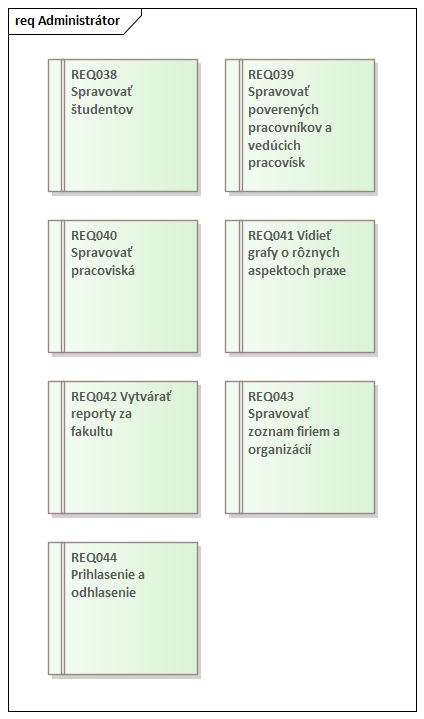 req Administrátor
REQ038
Spravovať
študentov
REQ039
Spravovať
poverených
pracovníkov a
vedúcich
pracovísk
REQ040
Spravovať
pracoviská
REQ041 Vidieť
grafy o rôznych
aspektoch praxe
REQ042 Vytvárať
reporty za
fakultu
REQ043
Spravovať
zoznam firiem a
organizácií
REQ044
Prihlasenie a
odhlasenie